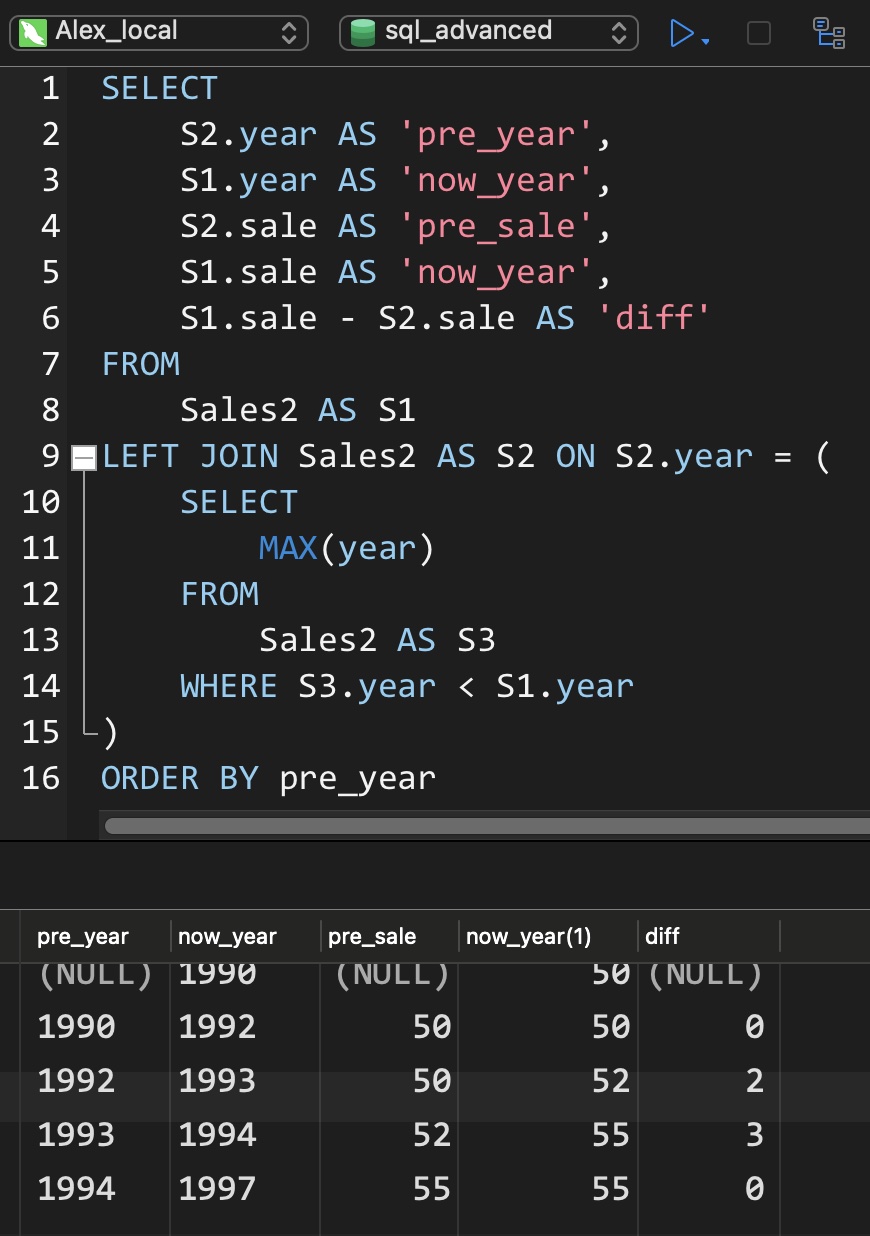 Alex_local sql_advanced
1 SELECT
2 S2.year AS 'pre_year',
3 S1.year AS 'now_year',
4 S2.sale AS 'pre_sale',
5 S1.sale AS 'now_year',
6 S1.sale - S2.sale AS 'diff'
7 FROM
8 Sales2 AS S1
9 LEFT JOIN Sales2 AS S2 ON S2.year = (
10 SELECT
11 MAX(year)
12 FROM
13 Sales2 AS S3
14 WHERE S3.year < S1.year
15 )
16 ORDER BY pre_year
pre_year now_year pre_sale now_year(1) diff
(NULL) 1990 (NULL) 50 (NULL)
1990 1992 50 50 0
1992 1993 50 52 2
1993 1994 52 55 3
1994 1997 55 55 0